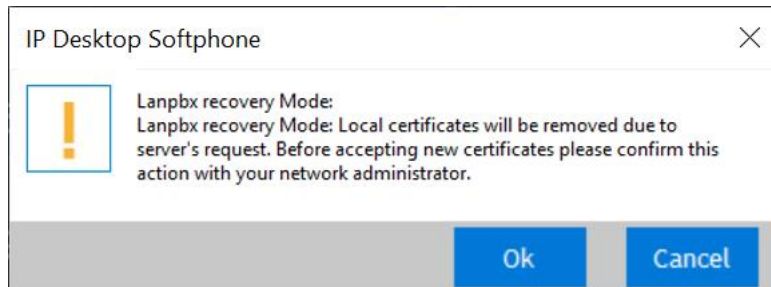 IP Desktop Softphone
Lanpbx recovery Mode:
Lanpbx recovery Mode: Local certificates will be removed due to
server's request. Before accepting new certificates please confirm this
action with your network administrator.
Ok
Cancel